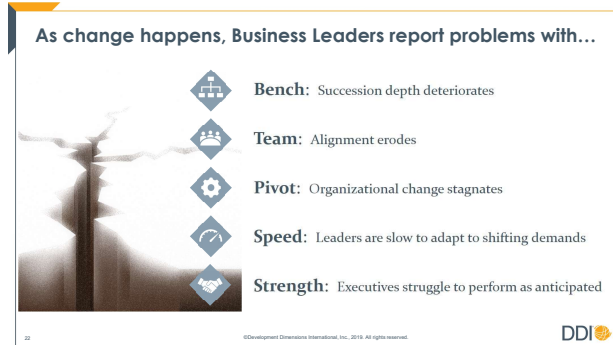 As change happens, Business Leaders report problems with…
Bench: Succession depth deteriorates
Team: Alignment erodes
Pivot: Organizational change stagnates
Speed: Leaders are slow to adapt to shifting demands
Strength: Executives struggle to perform as anticipated
22
©Development Dimensions International, Inc., 2019. All rights reserved.
DDI